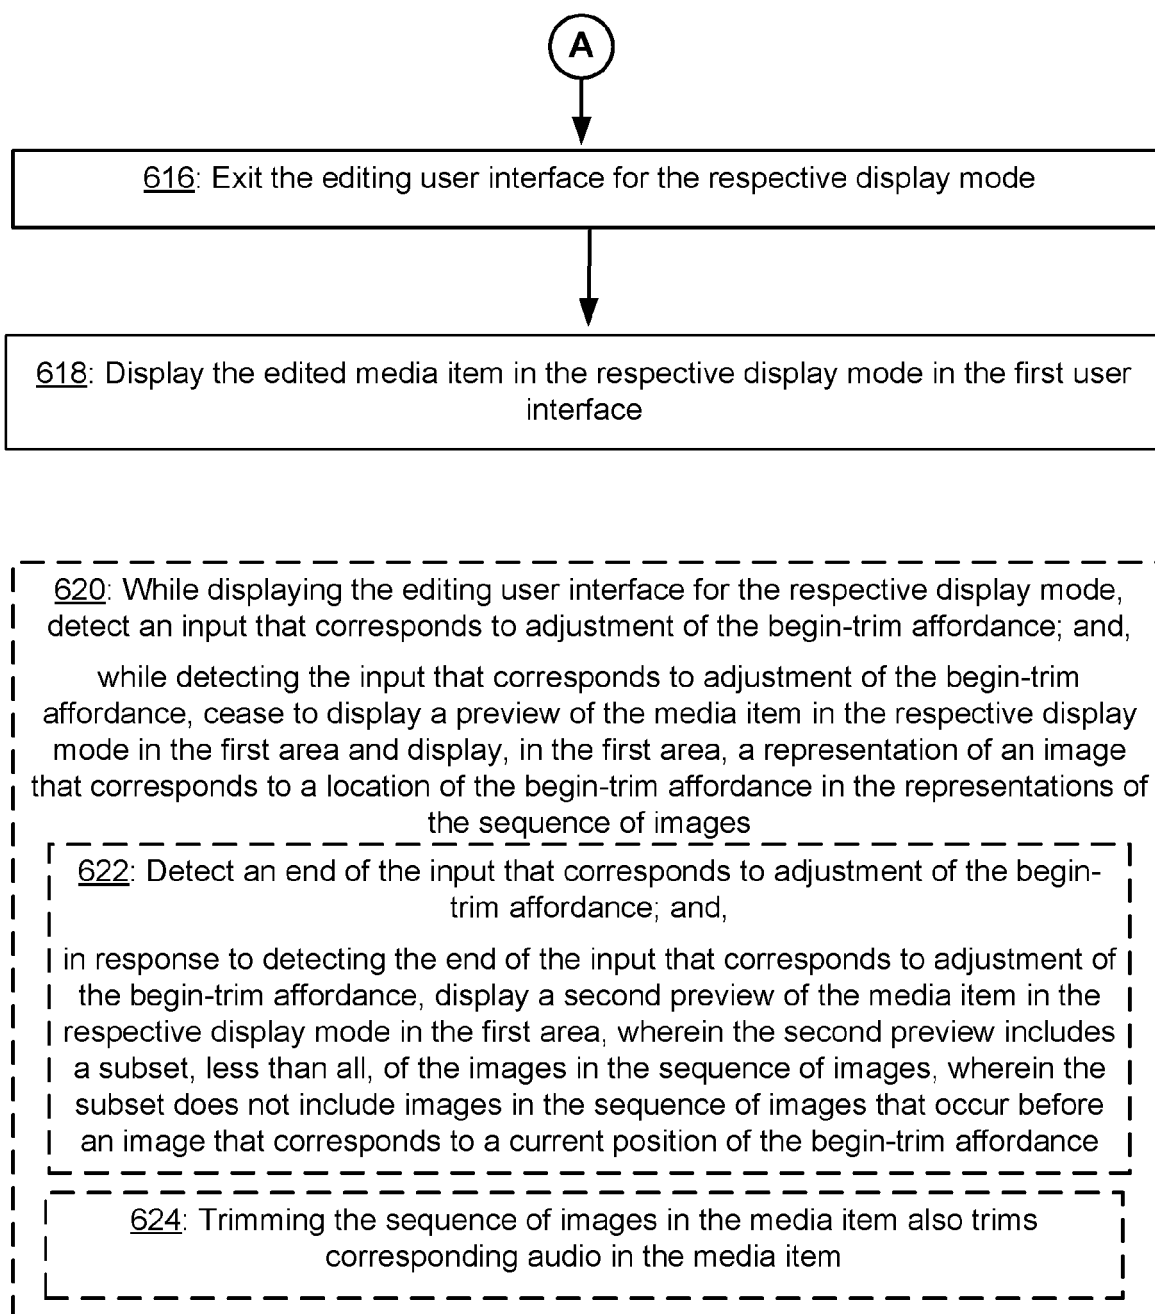 A
616: Exit the editing user interface for the respective display mode
618: Display the edited media item in the respective display mode in the first user
interface
620: While displaying the editing user interface for the respective display mode,
detect an input that corresponds to adjustment of the begin-trim affordance; and,
while detecting the input that corresponds to adjustment of the begin-trim
affordance, cease to display a preview of the media item in the respective display
mode in the first area and display, in the first area, a representation of an image
that corresponds to a location of the begin-trim affordance in the representations of
the sequence of images
622: Detect an end of the input that corresponds to adjustment of the begin-
trim affordance; and,
in response to detecting the end of the input that corresponds to adjustment of
the begin-trim affordance, display a second preview of the media item in the
respective display mode in the first area, wherein the second preview includes
a subset, less than all, of the images in the sequence of images, wherein the
subset does not include images in the sequence of images that occur before
an image that corresponds to a current position of the begin-trim affordance
624: Trimming the sequence of images in the media item also trims
corresponding audio in the media item